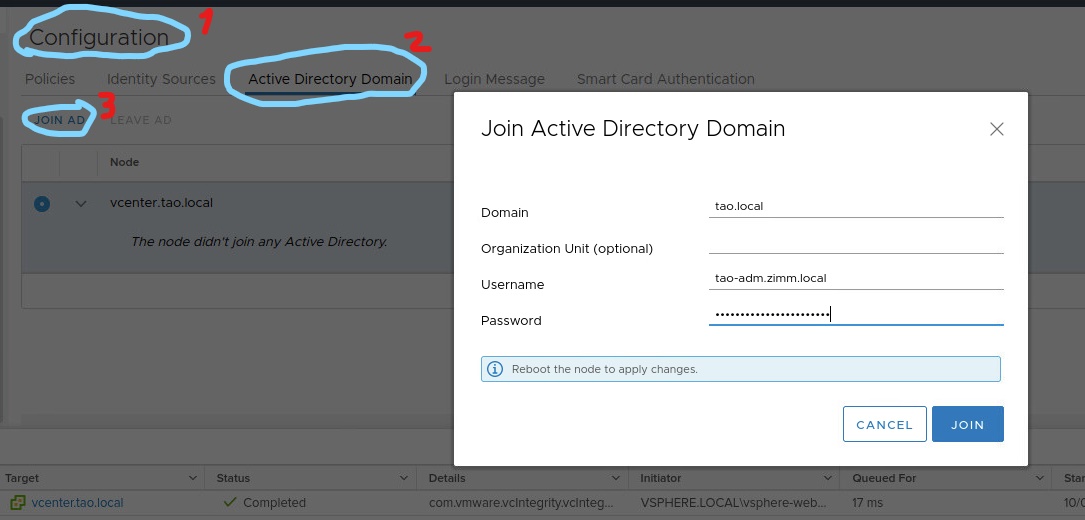 Configuration 1
2
Policies Identity Sources Active Directory Domain Login Message Smart Card Authentication
JOIN AD 3 LEAVE AD
Node
vcenter.tao.local
The node didn't join any Active Directory.
Join Active Directory Domain
Domain tao.local
Organization Unit (optional)
Username tao-adm.zimm.local
Password •••••••••••••••••••••••
Reboot the node to apply changes.
CANCEL JOIN
Target Status Details Initiator Queued For Star
vcenter.tao.local Completed com.vmware.vcIntegrity.vcInteg... VSPHERE.LOCAL\vsphere-web... 17 ms 10/0